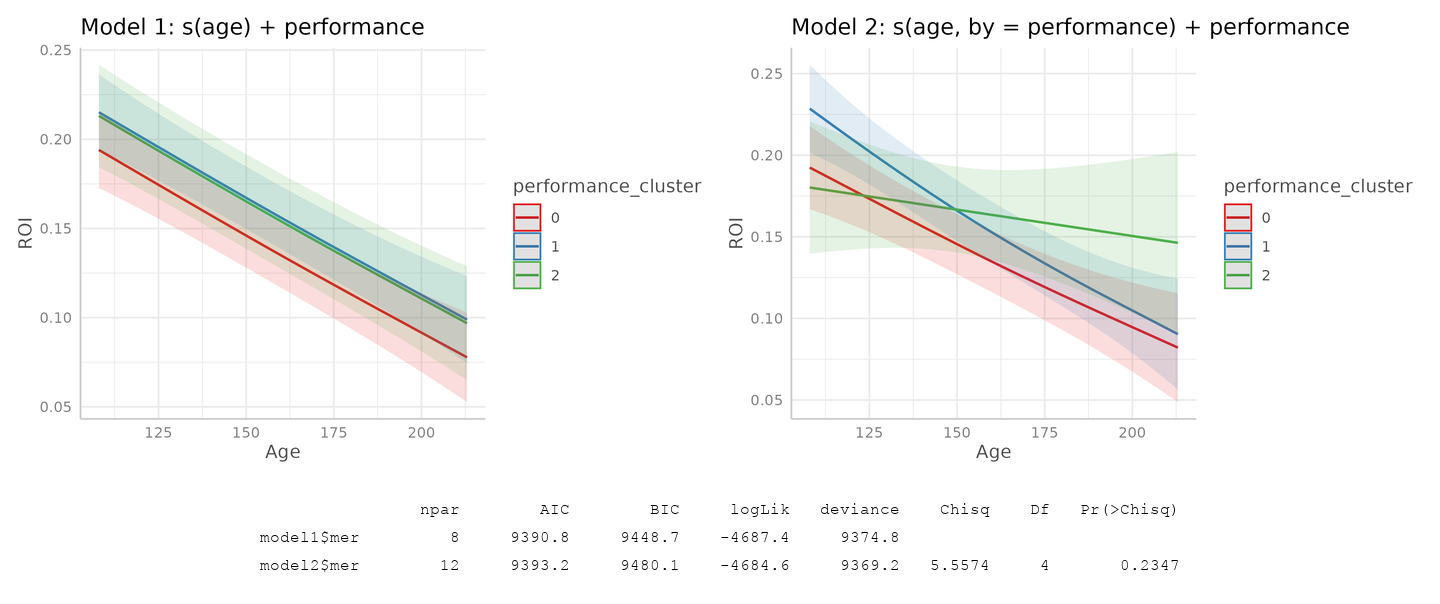 Model 1: s(age) + performance
0.25
0.20
0.15
0.10
0.05
ROI
125 150 175 200
Age
performance_cluster
0
1
2
Model 2: s(age, by = performance) + performance
0.25
0.20
0.15
0.10
0.05
ROI
125 150 175 200
Age
performance_cluster
0
1
2
npar AIC BIC logLik deviance Chisq Df Pr(>Chisq)
model1$mer 8 9390.8 9448.7 -4687.4 9374.8
model2$mer 12 9393.2 9480.1 -4684.6 9369.2 5.5574 4 0.2347